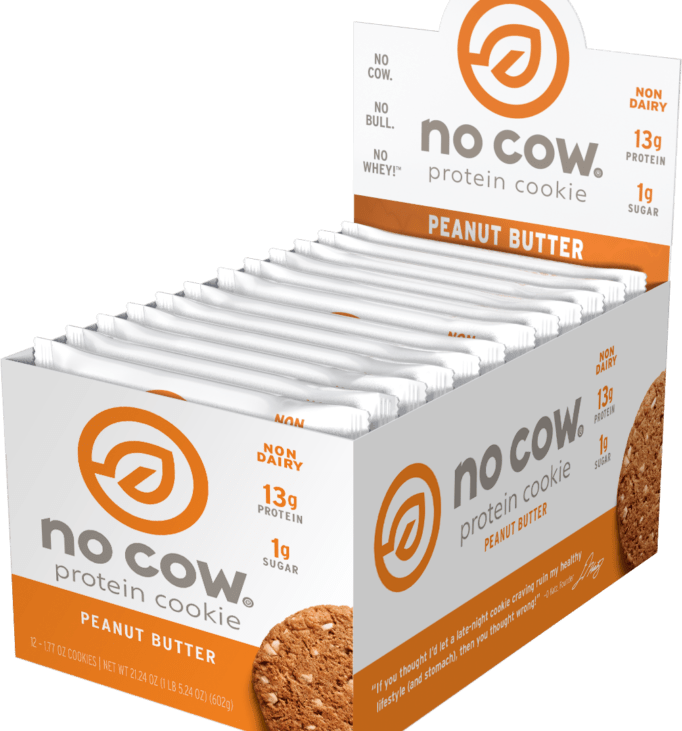 NO
COW.
NO
BULL.
NO
WHEY!™
no cow.®
protein cookie
NON
DAIRY
13g
PROTEIN
1g
SUGAR
PEANUT BUTTER
NON
NON
NON
DAIRY
13g
PROTEIN
1g
SUGAR
no cow.®
protein cookie
PEANUT BUTTER
12 - 1.77 OZ COOKIES | NET WT 21.24 OZ (1 LB 5.24 OZ) (602g)
NON
DAIRY
13g
PROTEIN
1g
SUGAR
no cow.®
protein cookie
PEANUT BUTTER
"If you thought I'd let a late-night cookie craving ruin my healthy
lifestyle (and stomach), then you thought wrong!"